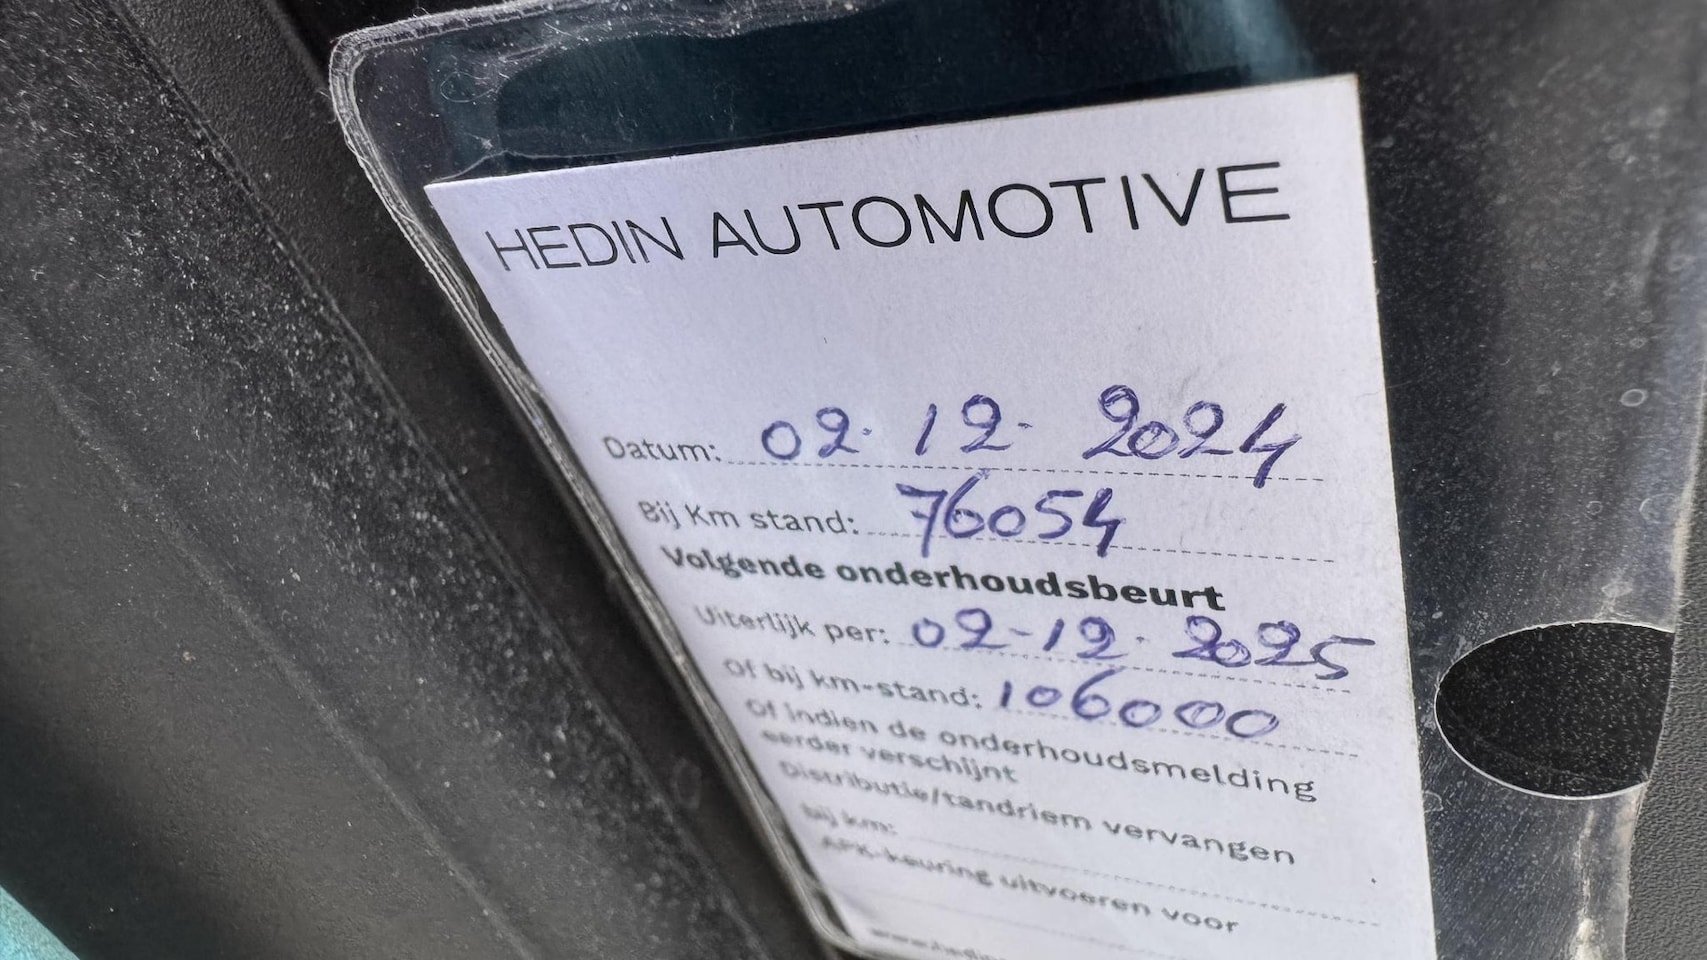 HEDIN AUTOMOTIVE
Datum: 02-12-2024
Bij Km stand: 76054
Volgende onderhoudsbeurt
Uiterlijk per: 02-12-2025
Of bij km-stand: 106000
Of indien de onderhoudsmelding
eerder verschijnt
Distributie/tandriem vervangen
bij km:
APK-keuring uitvoeren voor